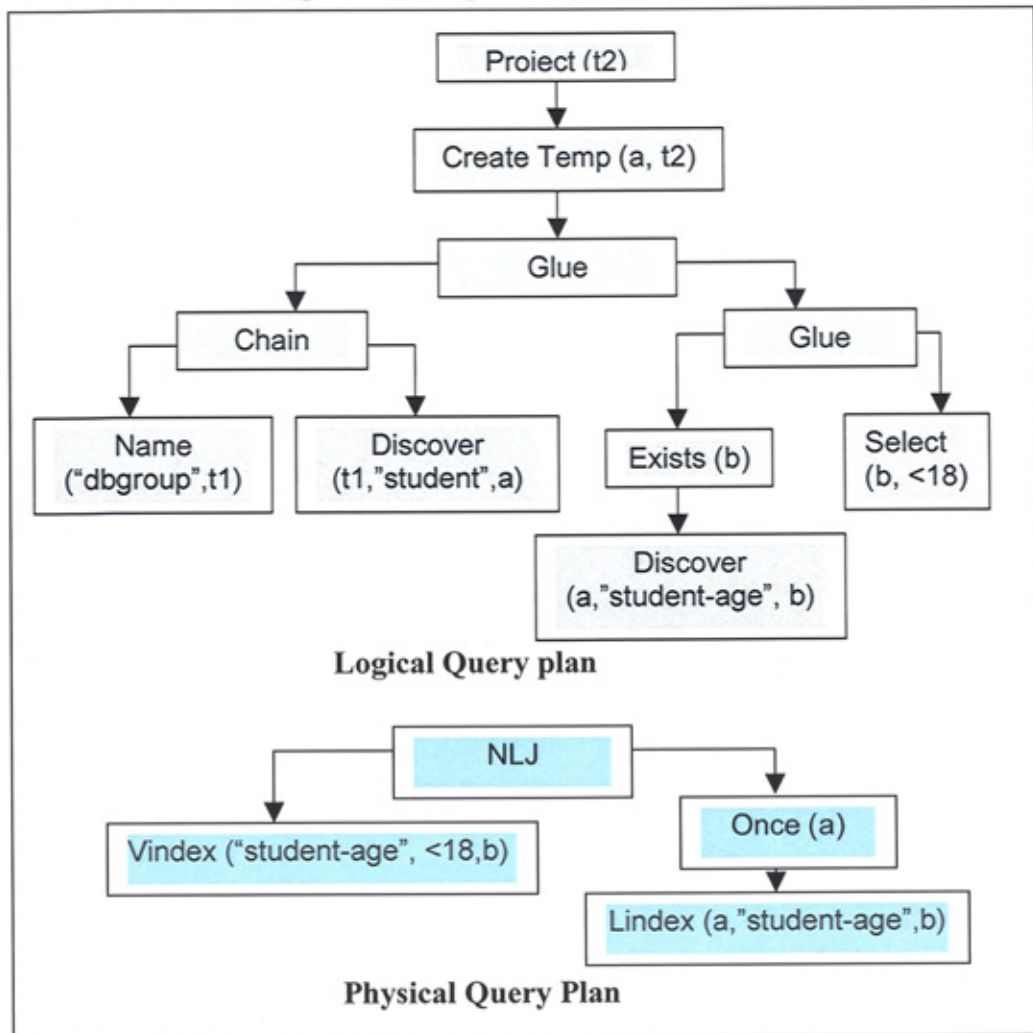 Project (t2)
Create Temp (a, t2)
Glue
Chain
Glue
Name
("dbgroup",t1)
Discover
(t1,"student",a)
Exists (b)
Select
(b, <18)
Discover
(a,"student-age", b)
Logical Query plan
NLJ
Vindex ("student-age", <18,b)
Once (a)
Lindex (a,"student-age",b)
Physical Query Plan